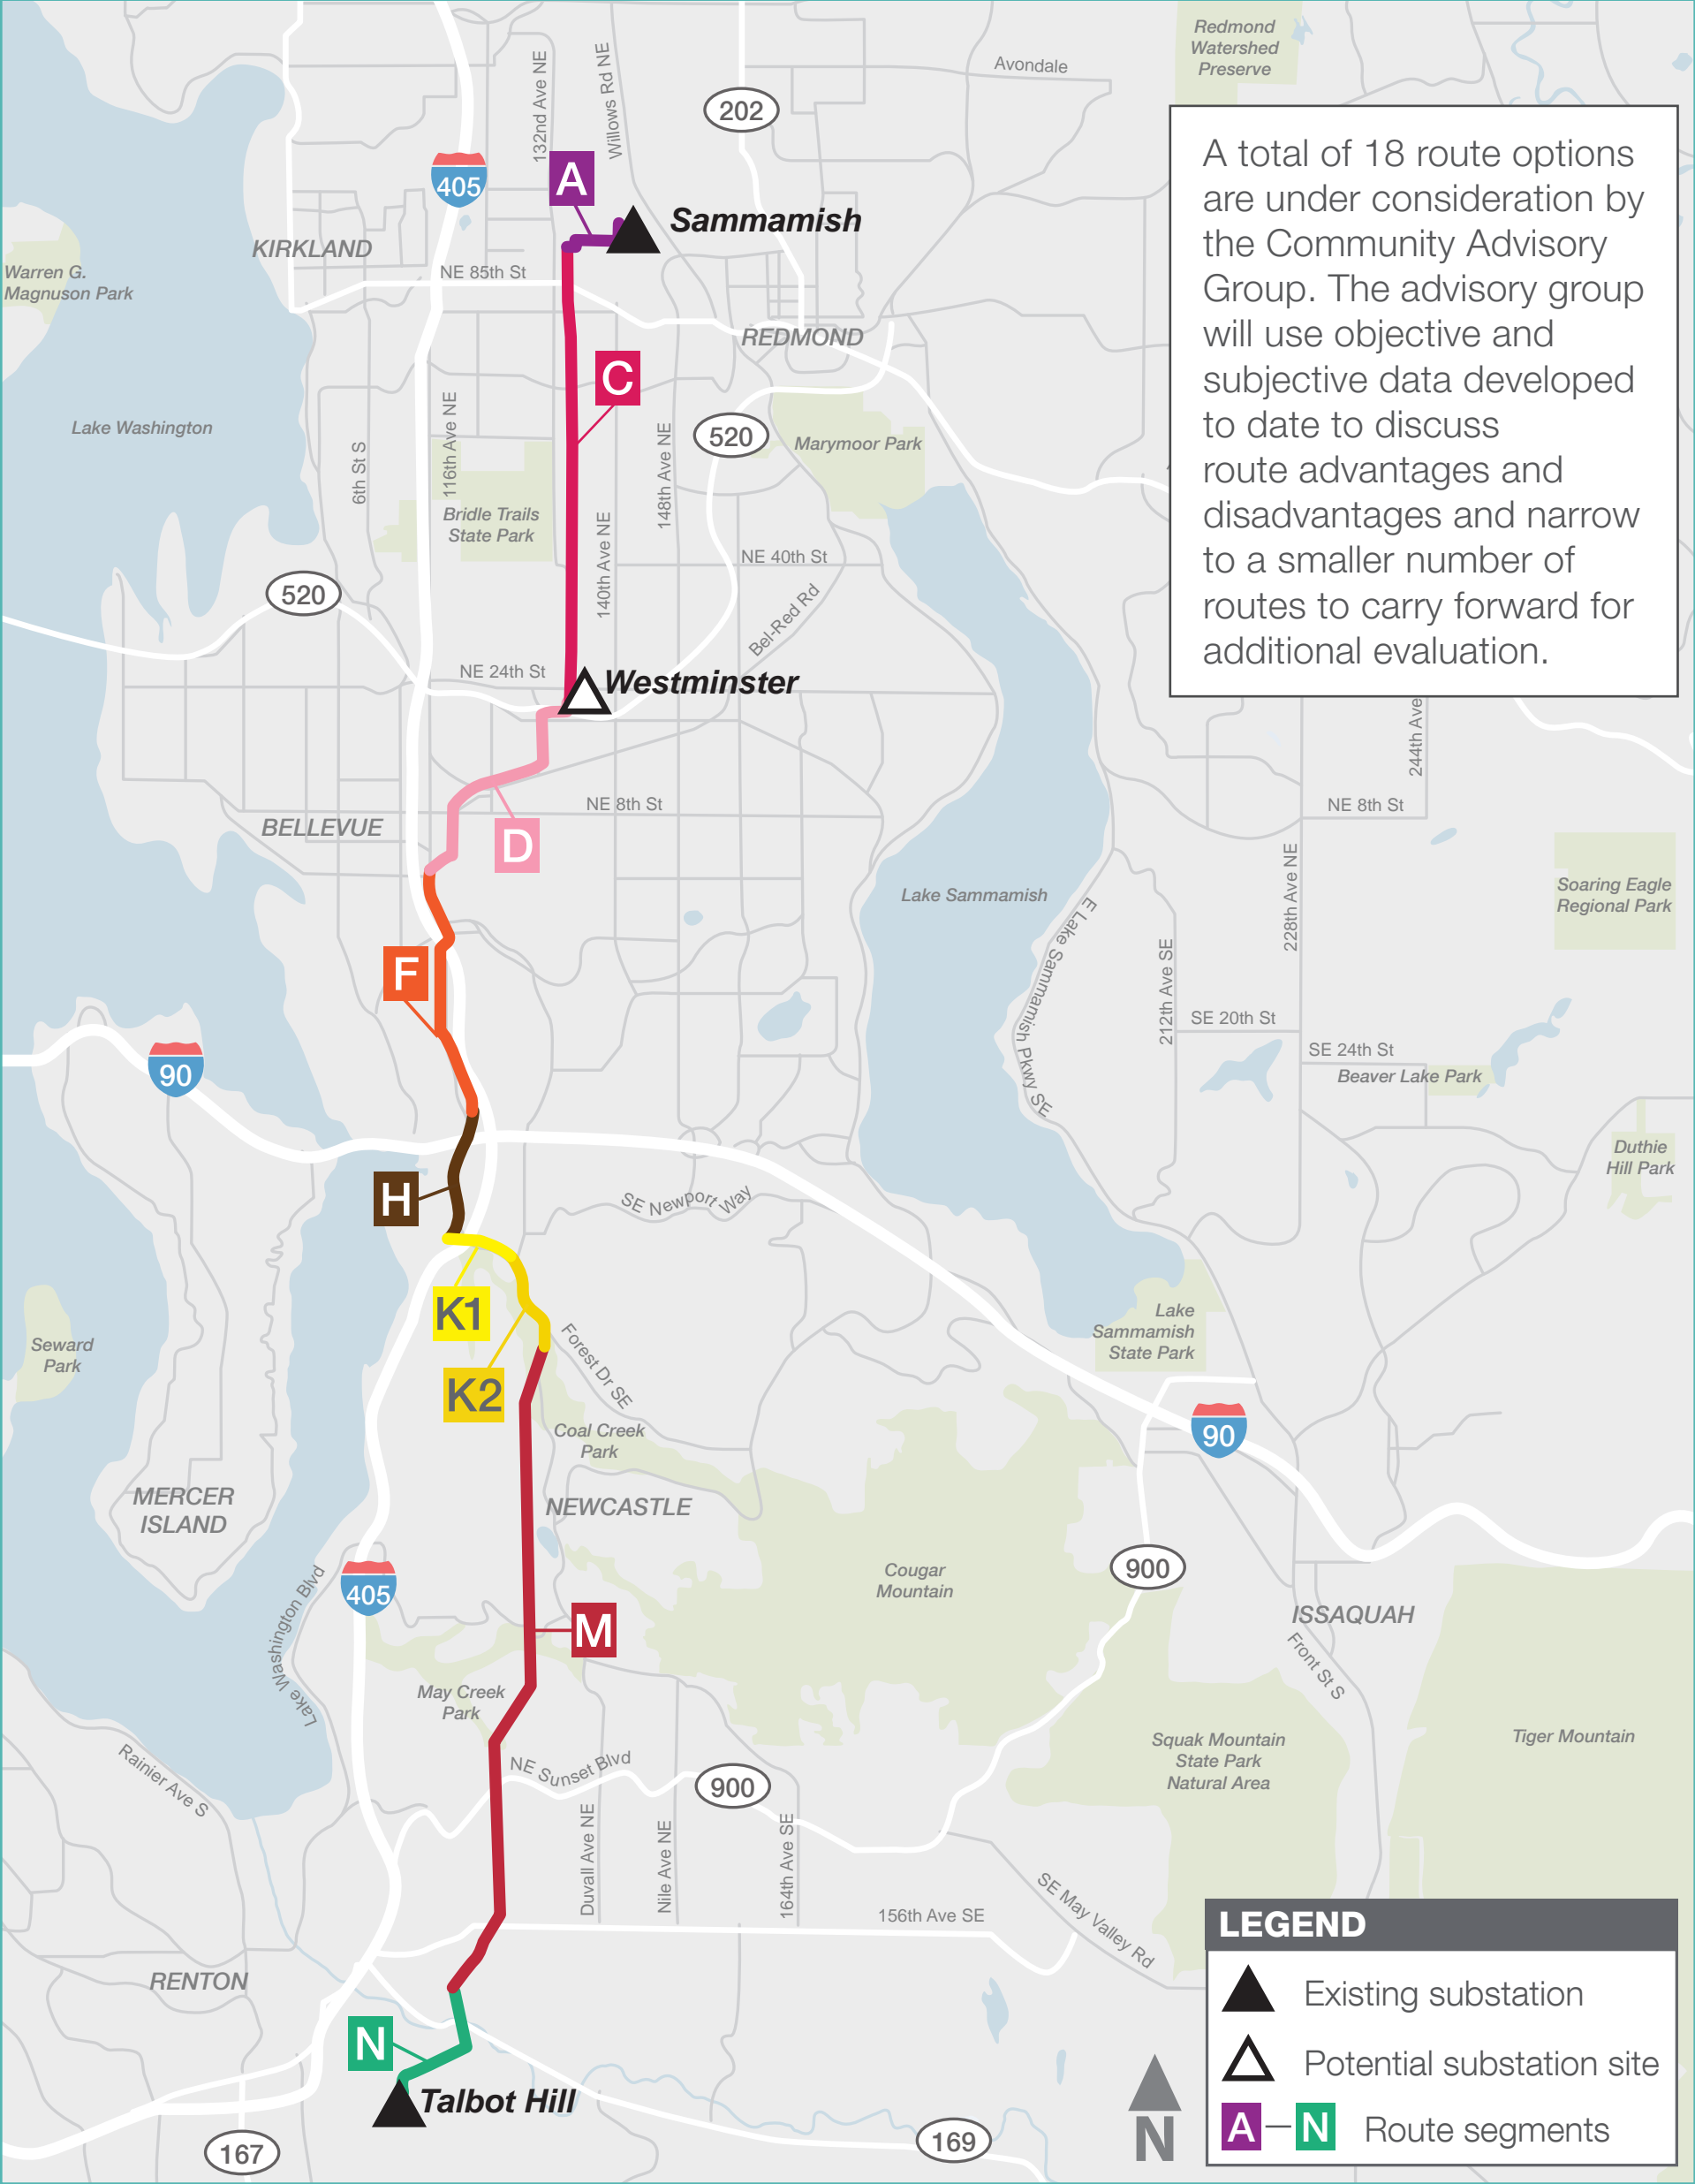 Redmond
Watershed
Preserve
Avondale
132nd Ave NE
Willows Rd NE
202
405
A
Sammamish
KIRKLAND
Warren G.
Magnuson Park
NE 85th St
REDMOND
A total of 18 route options
are under consideration by
the Community Advisory
Group. The advisory group
will use objective and
subjective data developed
to date to discuss
route advantages and
disadvantages and narrow
to a smaller number of
routes to carry forward for
additional evaluation.
C
Lake Washington
6th St S
116th Ave NE
148th Ave NE
520
Marymoor Park
Bridle Trails
State Park
140th Ave NE
NE 40th St
520
Bel-Red Rd
NE 24th St
Westminster
244th Ave
NE 8th St
NE 8th St
BELLEVUE
D
Lake Sammamish
E Lake Sammamish Pkwy SE
228th Ave NE
Soaring Eagle
Regional Park
F
212th Ave SE
SE 20th St
SE 24th St
Beaver Lake Park
90
Duthie
Hill Park
H
SE Newport Way
K1
Lake
Sammamish
State Park
Seward
Park
Forest Dr SE
K2
Coal Creek
Park
90
MERCER
ISLAND
NEWCASTLE
405
Cougar
Mountain
900
ISSAQUAH
Lake Washington Blvd
M
Front St S
May Creek
Park
Squak Mountain
State Park
Natural Area
Tiger Mountain
Rainier Ave S
NE Sunset Blvd
900
Duvall Ave NE
Nile Ave NE
164th Ave SE
156th Ave SE
SE May Valley Rd
RENTON
N
Talbot Hill
167
169
N
LEGEND
Existing substation
Potential substation site
A – N Route segments